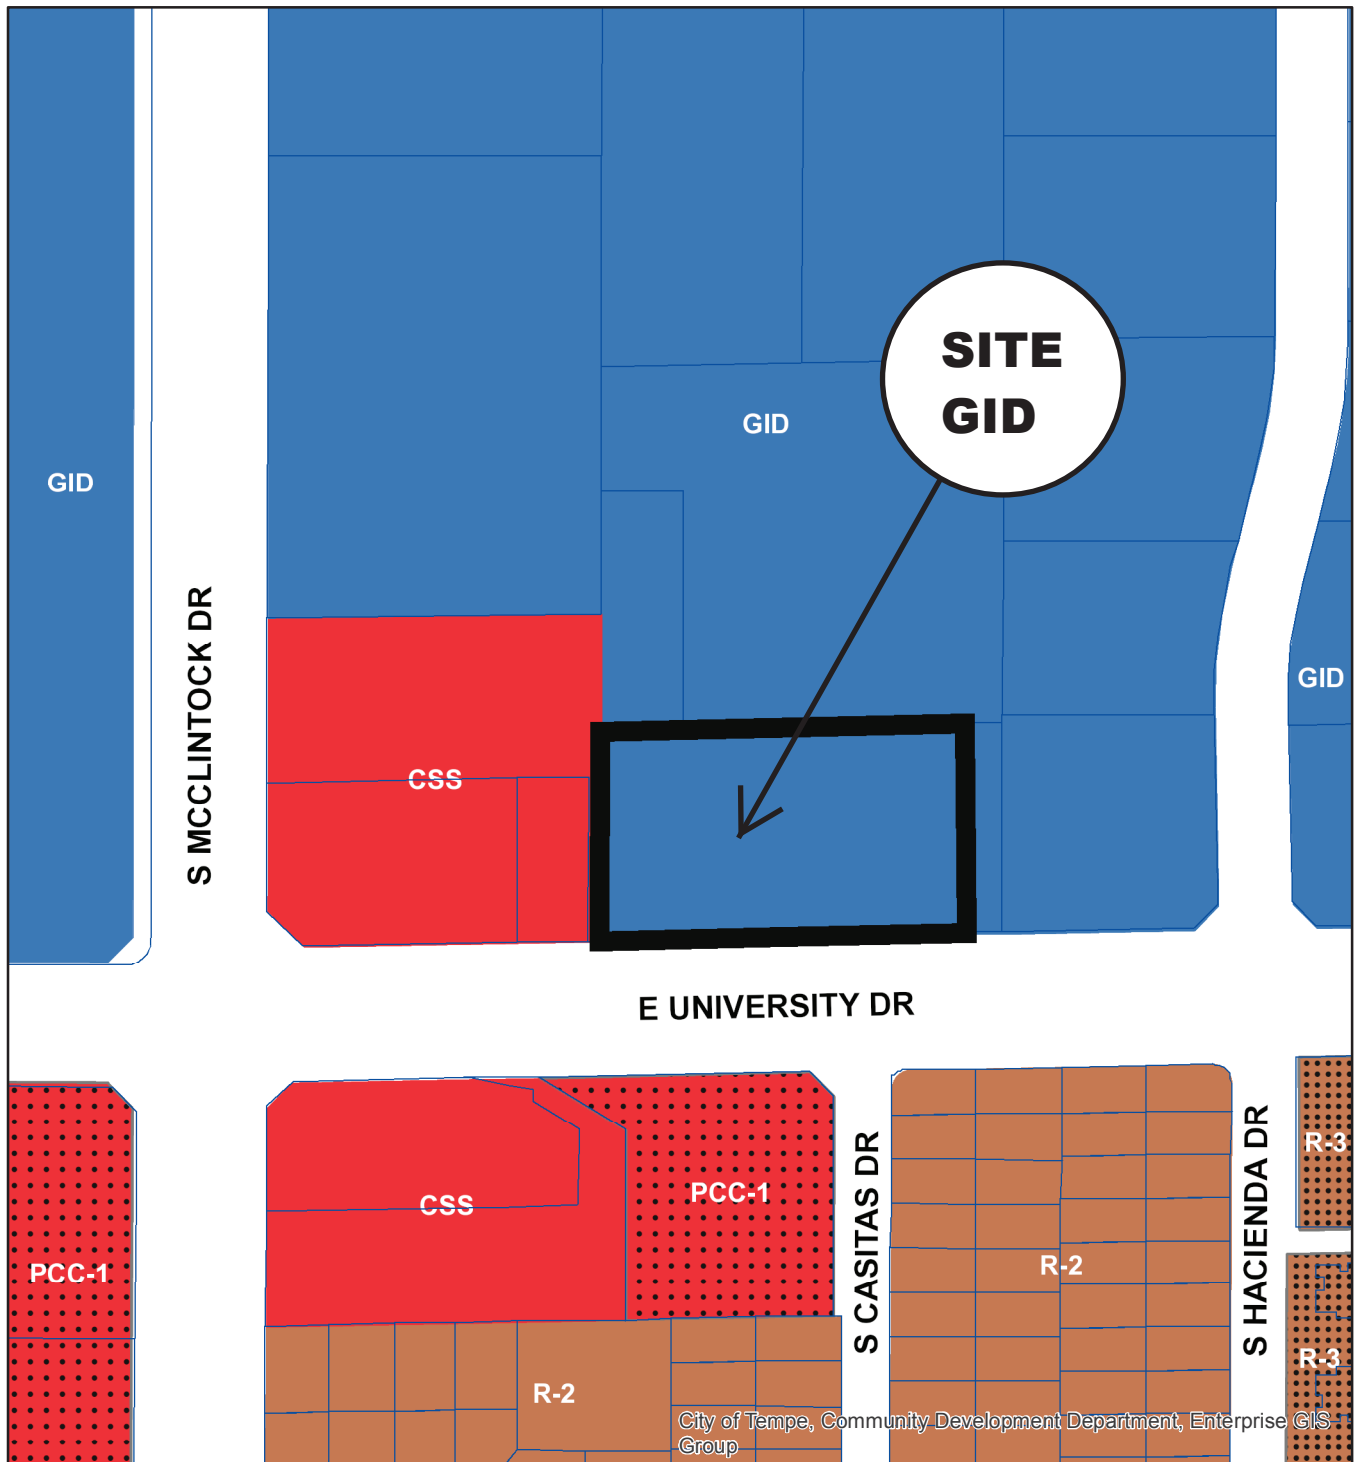 SITE
GID
GID
GID
S MCCLINTOCK DR
GID
CSS
E UNIVERSITY DR
R-3
PCC-1
CSS
S CASITAS DR
R-2
S HACIENDA DR
PCC-1
R-3
R-2
City of Tempe, Community Development Department, Enterprise GIS
Group